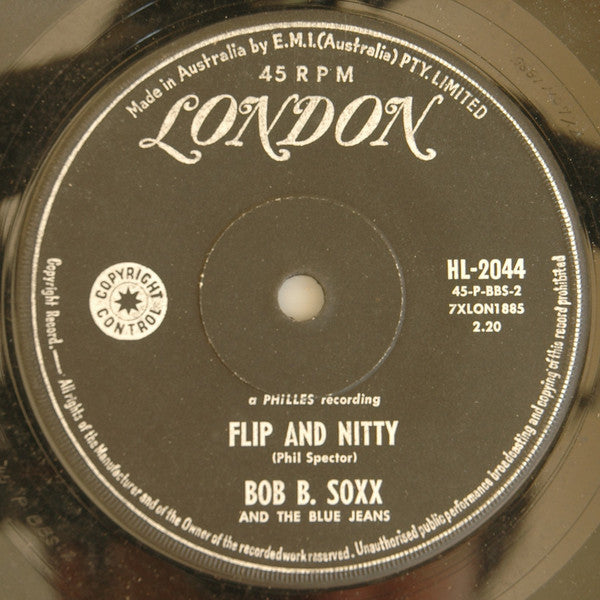 Made in Australia by E.M.I.(Australia) PTY. LIMITED
45 RPM
LONDON
COPYRIGHT CONTROL
HL-2044
45-P-BBS-2
7XLON1885
2.20
a PHiLLES recording
FLIP AND NITTY
(Phil Spector)
BOB B. SOXX
AND THE BLUE JEANS
Copyright Record.— All rights of the Manufacturer and of the Owner of the recorded work reserved. Unauthorised public performance broadcasting and copying of this record prohibited